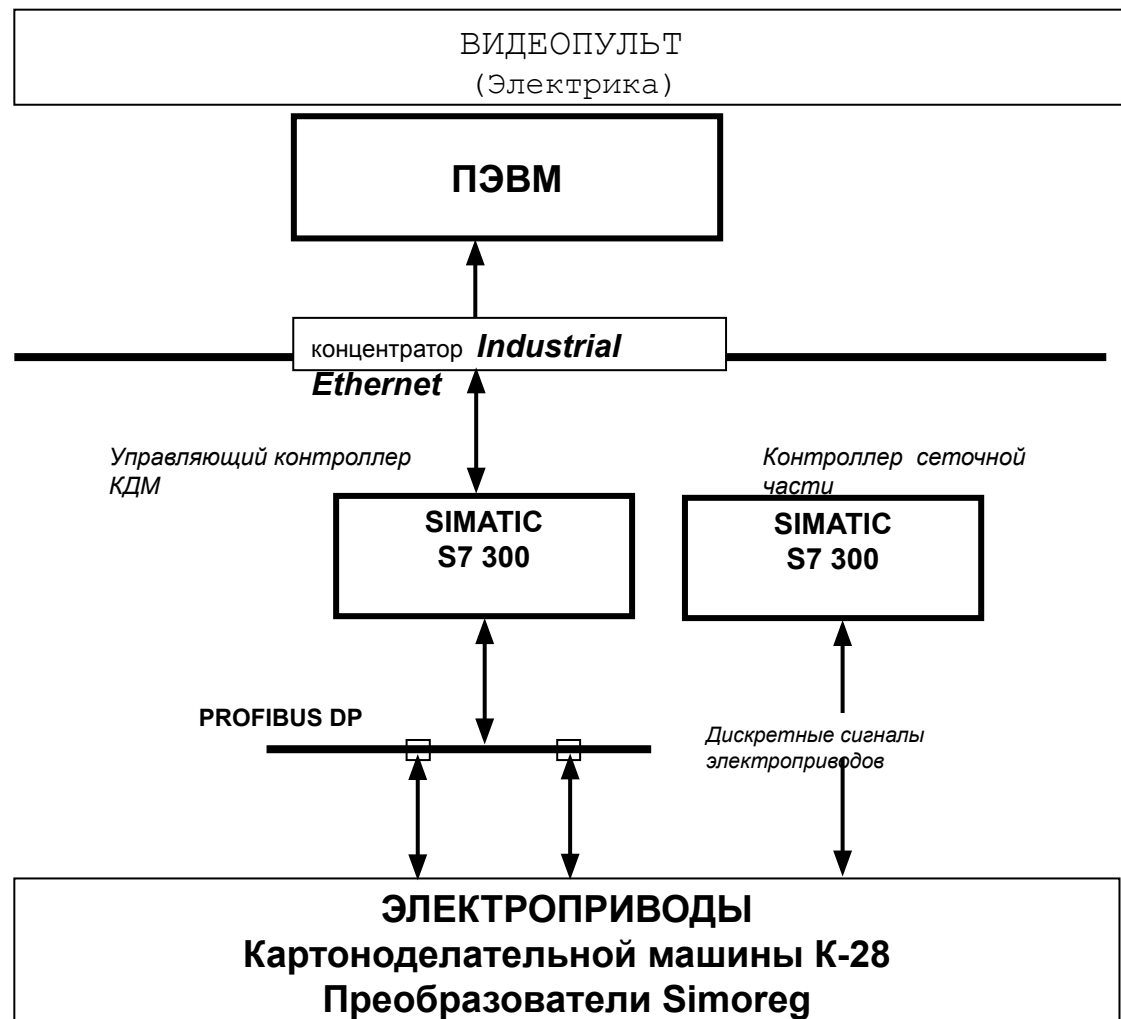 ВИДЕОПУЛЬТ
(Электрика)
ПЭВМ
концентратор Industrial
Ethernet
Управляющий контроллер
КДМ
Контроллер сеточной
части
SIMATIC
S7 300
SIMATIC
S7 300
PROFIBUS DP
Дискретные сигналы
электроприводов
ЭЛЕКТРОПРИВОДЫ
Картоноделательной машины К-28
Преобразователи Simoreg